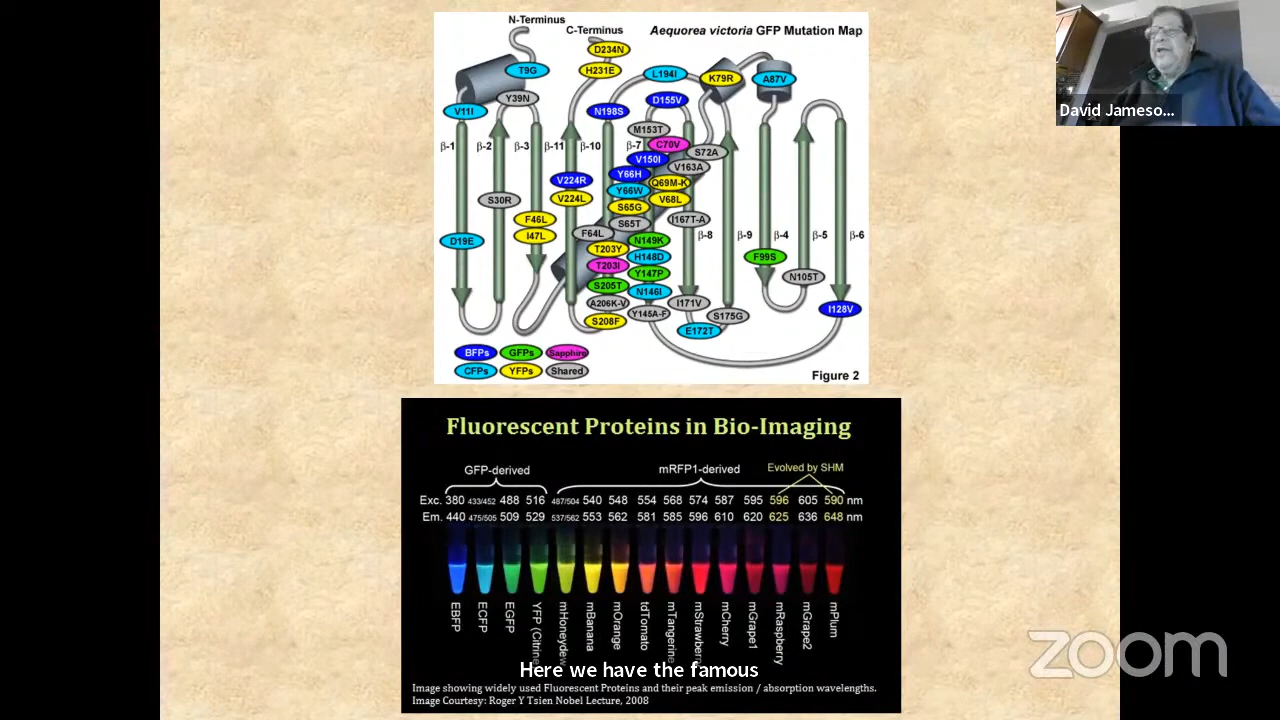 N-Terminus
C-Terminus
Aequorea victoria GFP Mutation Map
D234N
H231E
T9G
L194I
K79R
A87V
Y39N
V11I
N198S
D155V
M153T
C70V
S72A
β-1
β-2
β-3
β-11
β-10
β-7
V150I
V163A
Y66H
V224R
Q69M-K
Y66W
V224L
V68L
S30R
S65G
F46L
S65T
I167T-A
F64L
I47L
β-8
β-9
β-4
β-5
β-6
D19E
N149K
T203Y
H148D
F99S
T203I
Y147P
N105T
S205T
N146I
A206K-V
I171V
Y145A-F
S175G
I128V
S208F
E172T
BFPs
GFPs
Sapphire
CFPs
YFPs
Shared
Figure 2
David Jameso...
Fluorescent Proteins in Bio-Imaging
GFP-derived
mRFP1-derived
Evolved by SHM
Exc. 380 433/452 488 516 487/504 540 548 554 568 574 587 595 596 605 590 nm
Em. 440 475/505 509 529 537/562 553 562 581 585 596 610 620 625 636 648 nm
EBFP
ECFP
EGFP
YFP (Citrine
mHoneydew
mBanana
mOrange
tdTomato
mTangerine
mStrawberr
mCherry
mGrape1
mRaspberry
mGrape2
mPlum
Here we have the famous
Image showing widely used Fluorescent Proteins and their peak emission / absorption wavelengths.
Image Courtesy: Roger Y Tsien Nobel Lecture, 2008
zoom